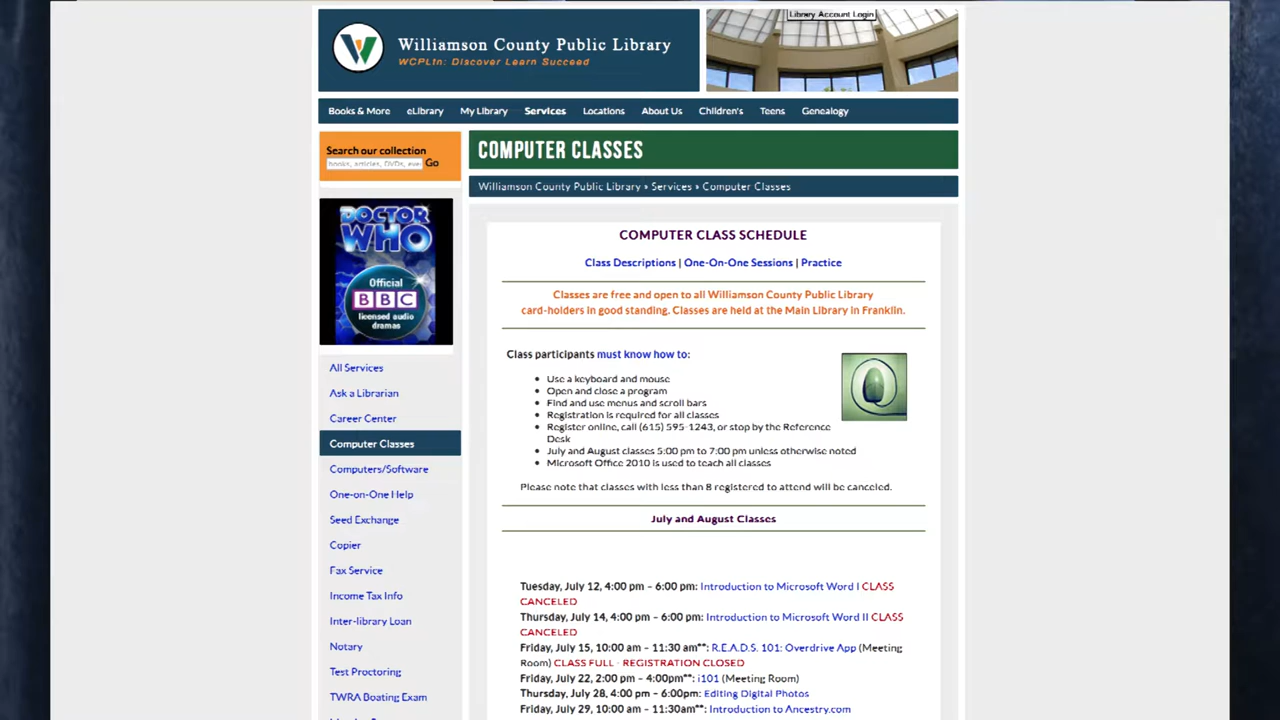 Library Account Login
Williamson County Public Library
WCPLtn: Discover Learn Succeed
Books & More eLibrary My Library Services Locations About Us Children's Teens Genealogy
Search our collection
books, articles, DVDs, eve Go
COMPUTER CLASSES
Williamson County Public Library » Services » Computer Classes
DOCTOR
WHO
Official
BBC
licensed audio
dramas
All Services
Ask a Librarian
Career Center
Computer Classes
Computers/Software
One-on-One Help
Seed Exchange
Copier
Fax Service
Income Tax Info
Inter-library Loan
Notary
Test Proctoring
TWRA Boating Exam
COMPUTER CLASS SCHEDULE
Class Descriptions | One-On-One Sessions | Practice
Classes are free and open to all Williamson County Public Library
card-holders in good standing. Classes are held at the Main Library in Franklin.
Class participants must know how to:
• Use a keyboard and mouse
• Open and close a program
• Find and use menus and scroll bars
• Registration is required for all classes
• Register online, call (615) 595-1243, or stop by the Reference
Desk
• July and August classes 5:00 pm to 7:00 pm unless otherwise noted
• Microsoft Office 2010 is used to teach all classes
Please note that classes with less than 8 registered to attend will be canceled.
July and August Classes
Tuesday, July 12, 4:00 pm – 6:00 pm: Introduction to Microsoft Word I CLASS
CANCELED
Thursday, July 14, 4:00 pm – 6:00 pm: Introduction to Microsoft Word II CLASS
CANCELED
Friday, July 15, 10:00 am – 11:30 am**: R.E.A.D.S. 101: Overdrive App (Meeting
Room) CLASS FULL - REGISTRATION CLOSED
Friday, July 22, 2:00 pm – 4:00pm**: i101 (Meeting Room)
Thursday, July 28, 4:00 pm – 6:00pm: Editing Digital Photos
Friday, July 29, 10:00 am – 11:30am**: Introduction to Ancestry.com